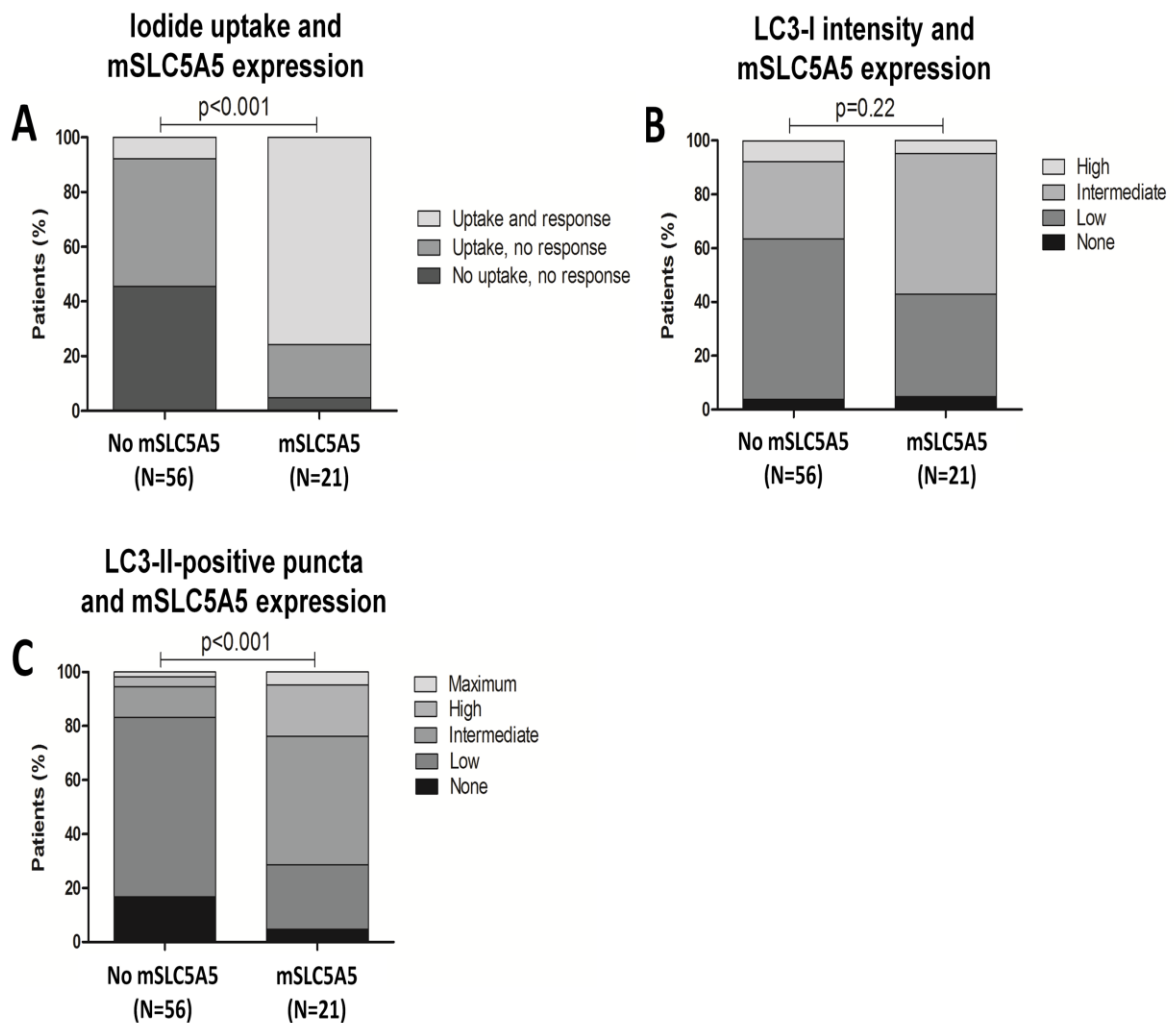 Iodide uptake and
mSLC5A5 expression
A
p<0.001
Patients (%)
100
80
60
40
20
0
Uptake and response
Uptake, no response
No uptake, no response
No mSLC5A5
(N=56)
mSLC5A5
(N=21)
LC3-I intensity and
mSLC5A5 expression
B
p=0.22
Patients (%)
100
80
60
40
20
0
High
Intermediate
Low
None
No mSLC5A5
(N=56)
mSLC5A5
(N=21)
LC3-II-positive puncta
and mSLC5A5 expression
C
p<0.001
Patients (%)
100
80
60
40
20
0
Maximum
High
Intermediate
Low
None
No mSLC5A5
(N=56)
mSLC5A5
(N=21)